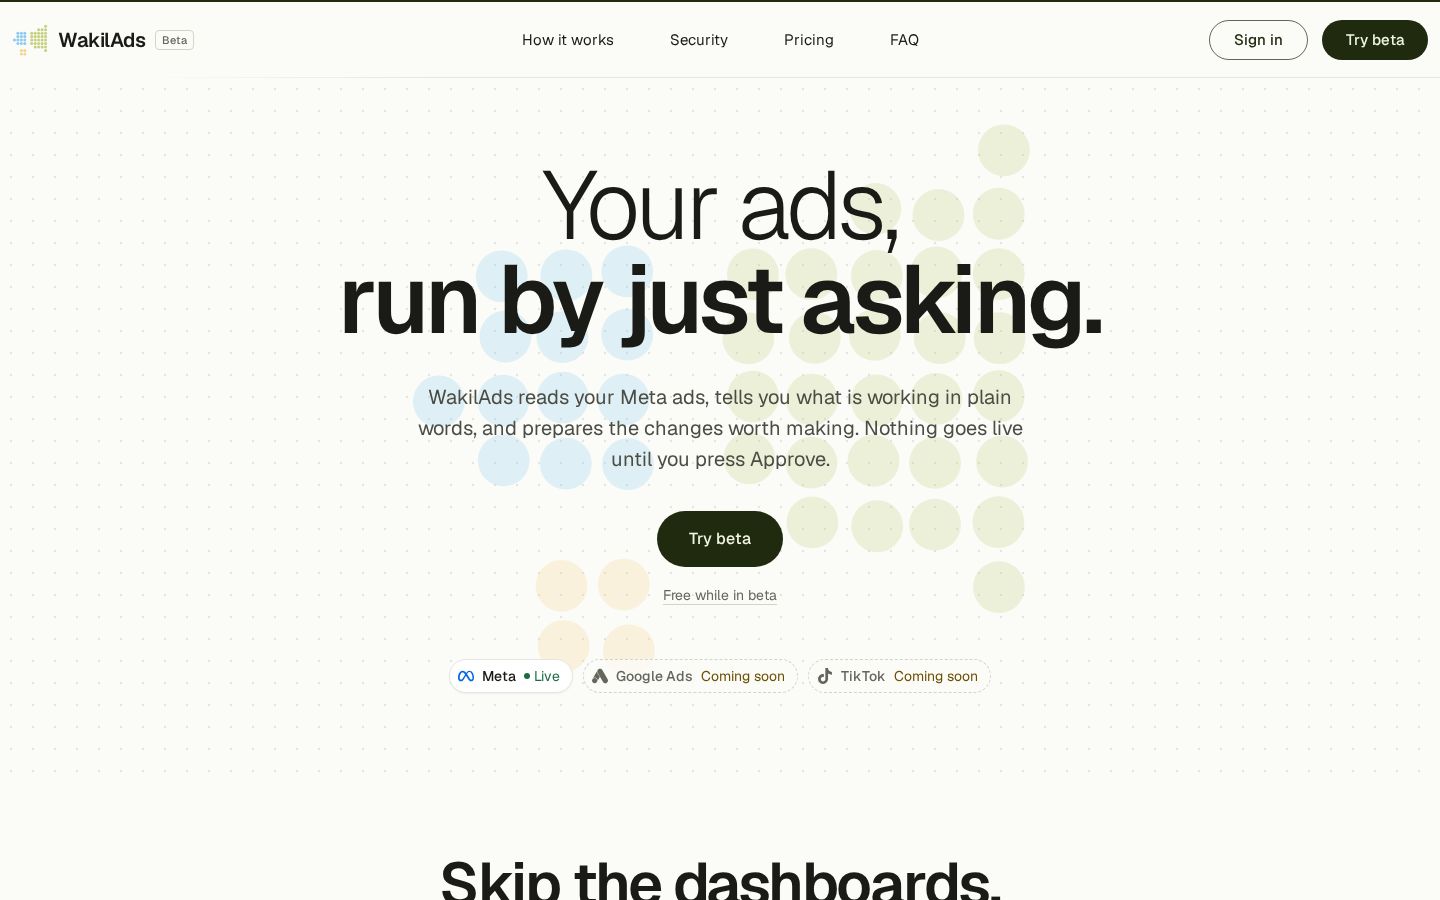 WakilAds Beta
How it works
Security
Pricing
FAQ
Sign in
Try beta
Your ads,
run by just asking.
WakilAds reads your Meta ads, tells you what is working in plain
words, and prepares the changes worth making. Nothing goes live
until you press Approve.
Try beta
Free while in beta
Meta Live
Google Ads Coming soon
TikTok Coming soon
Skip the dashboards.